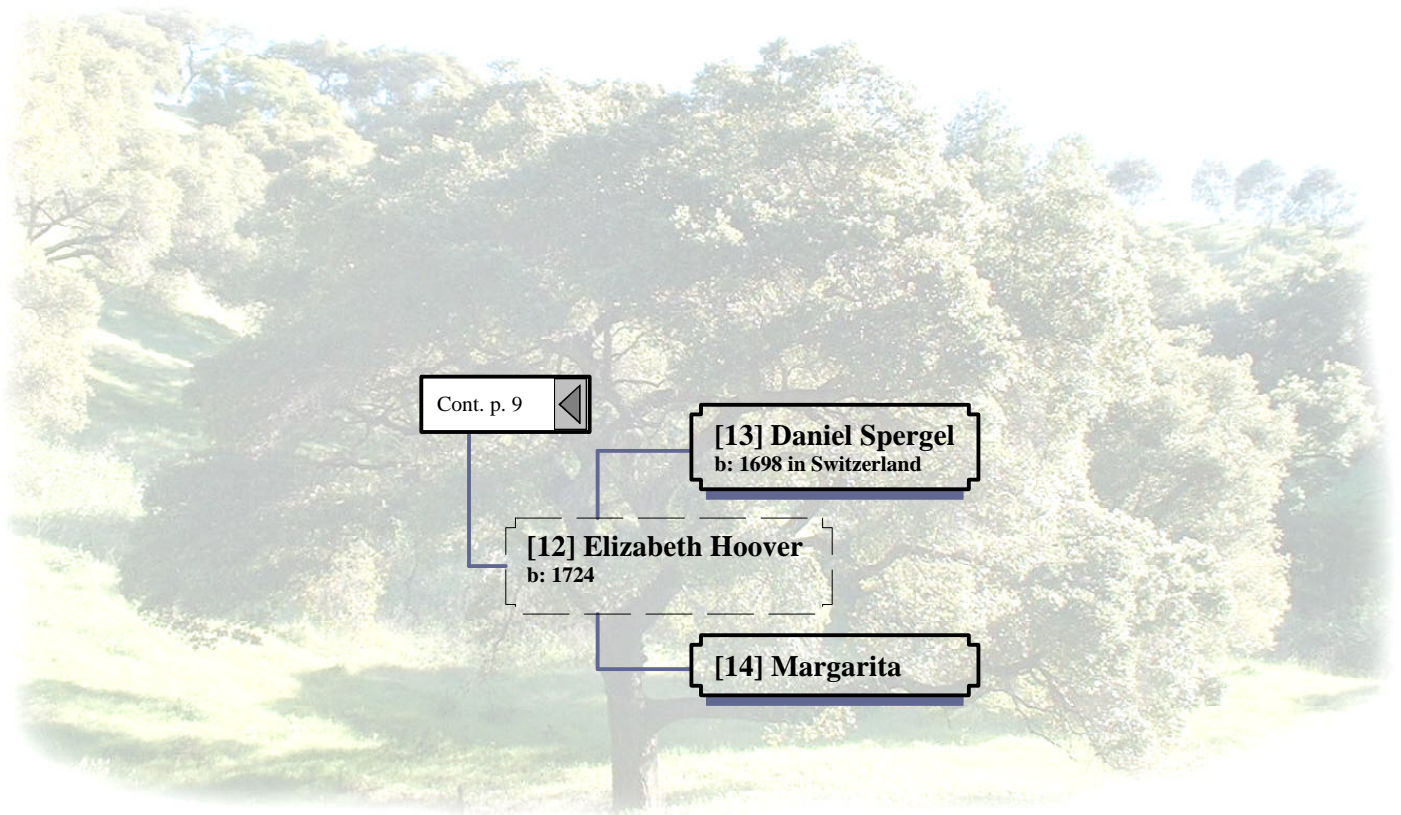 Cont. p. 9
[13] Daniel Spergel
b: 1698 in Switzerland
[12] Elizabeth Hoover
b: 1724
[14] Margarita